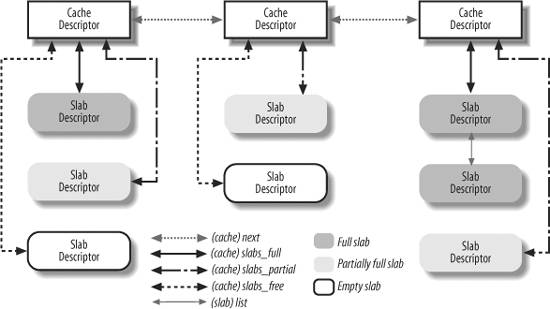 Cache
Descriptor
Cache
Descriptor
Cache
Descriptor
Slab
Descriptor
Slab
Descriptor
Slab
Descriptor
Slab
Descriptor
Slab
Descriptor
Slab
Descriptor
Slab
Descriptor
Slab
Descriptor
(cache) next
(cache) slabs_full
(cache) slabs_partial
(cache) slabs_free
(slab) list
Full slab
Partially full slab
Empty slab